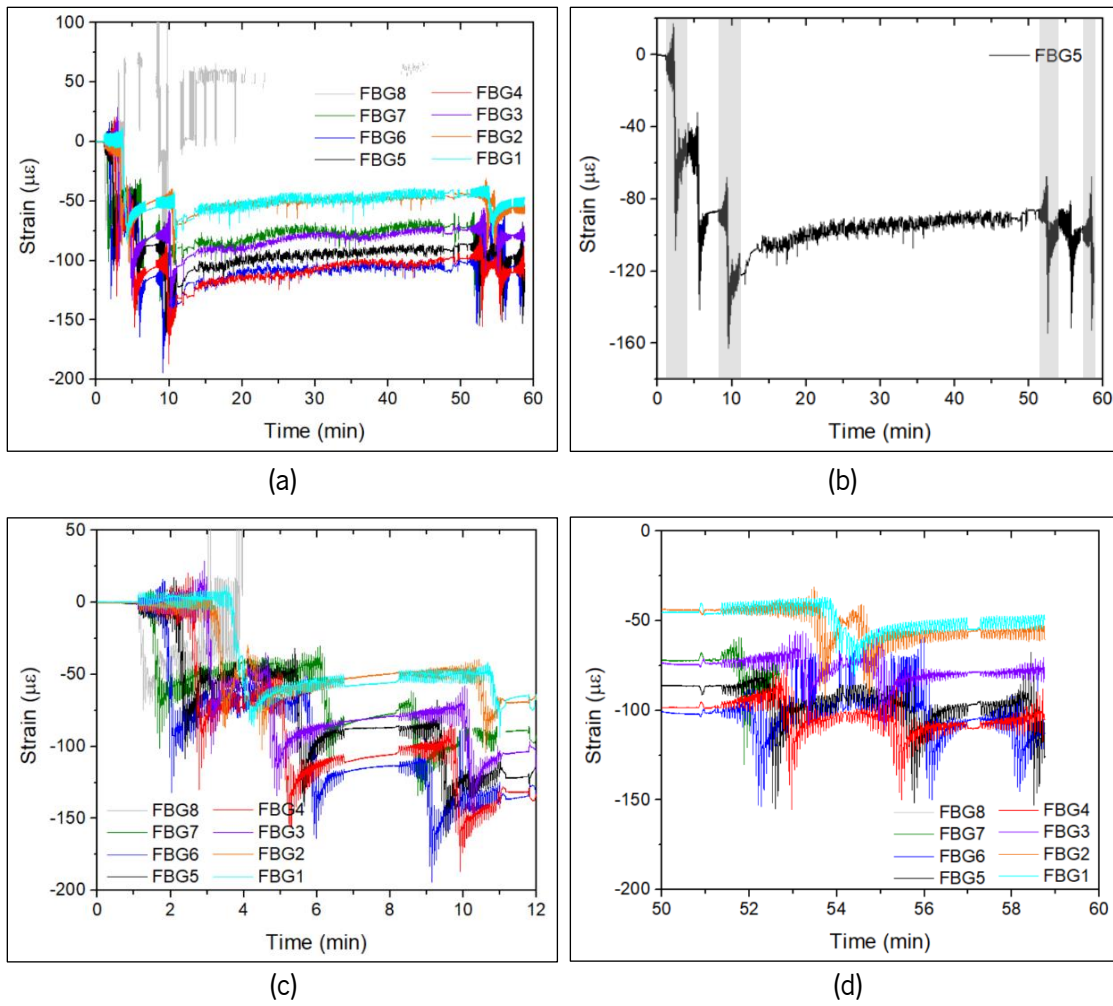 100
50
0
-50
-100
-150
-200
Strain (με)
FBG8 FBG4
FBG7 FBG3
FBG6 FBG2
FBG5 FBG1
0 10 20 30 40 50 60
Time (min)
(a)
0
-40
-80
-120
-160
Strain (με)
FBG5
0 10 20 30 40 50 60
Time (min)
(b)
50
0
-50
-100
-150
-200
Strain (με)
FBG8 FBG4
FBG7 FBG3
FBG6 FBG2
FBG5 FBG1
0 2 4 6 8 10 12
Time (min)
(c)
0
-50
-100
-150
-200
Strain (με)
FBG8 FBG4
FBG7 FBG3
FBG6 FBG2
FBG5 FBG1
50 52 54 56 58 60
Time (min)
(d)